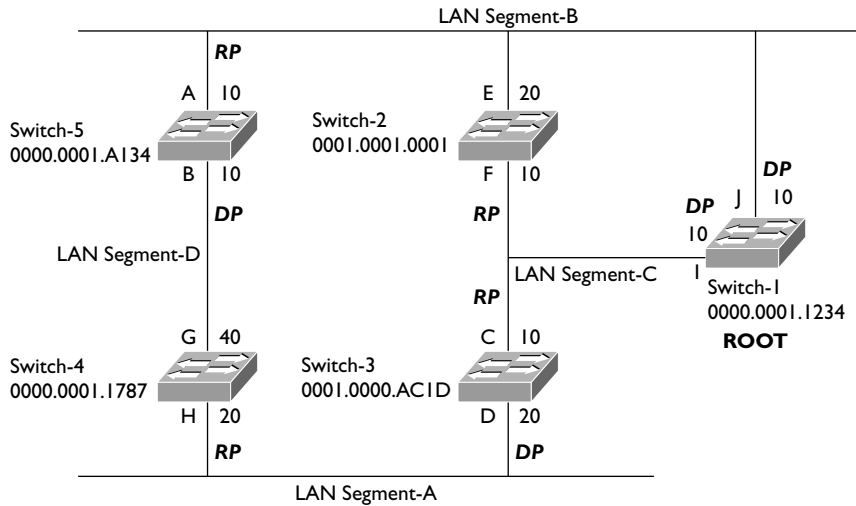 LAN Segment-B
RP
A 10
Switch-5
0000.0001.A134
B 10
DP
E 20
Switch-2
0001.0001.0001
F 10
RP
DP
J 10
DP
10
I
Switch-1
0000.0001.1234
ROOT
LAN Segment-D
LAN Segment-C
RP
G 40
Switch-4
0000.0001.1787
H 20
RP
C 10
Switch-3
0001.0000.AC1D
D 20
DP
LAN Segment-A